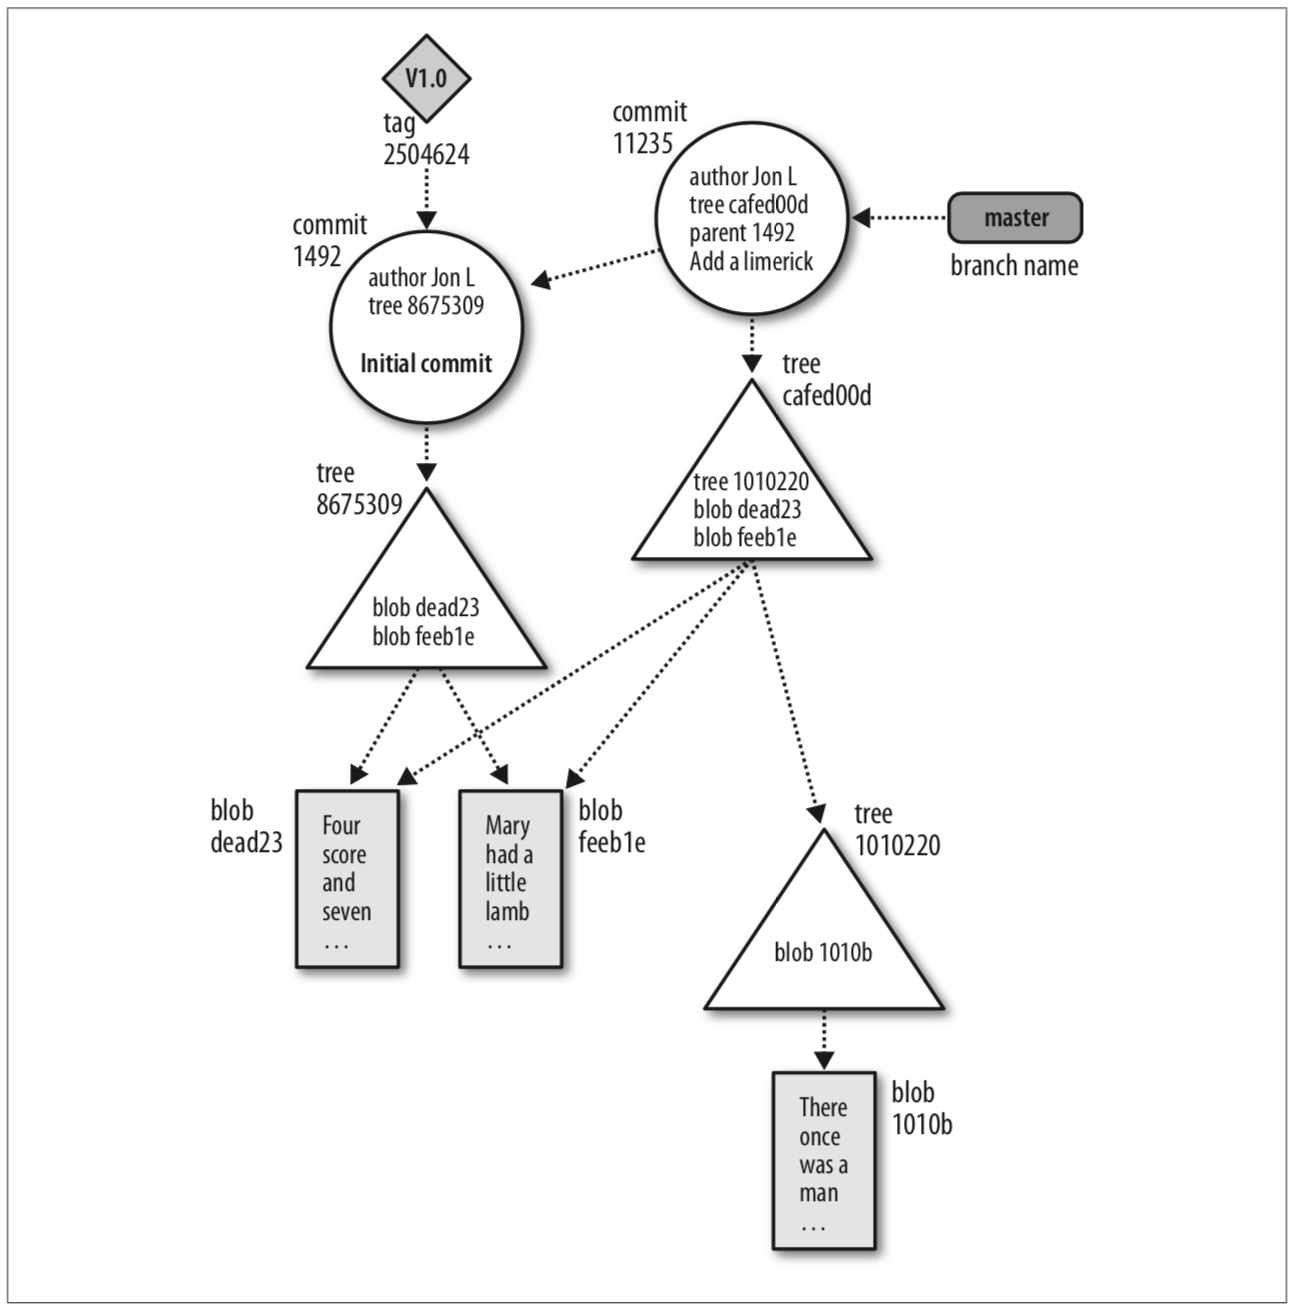 V1.0
tag
2504624
commit
1492
author Jon L
tree 8675309
Initial commit
commit
11235
author Jon L
tree cafed00d
parent 1492
Add a limerick
master
branch name
tree
8675309
blob dead23
blob feeb1e
tree
cafed00d
tree 1010220
blob dead23
blob feeb1e
blob
dead23
Four
score
and
seven
...
Mary
had a
little
lamb
...
blob
feeb1e
tree
1010220
blob 1010b
There
once
was a
man
...
blob
1010b